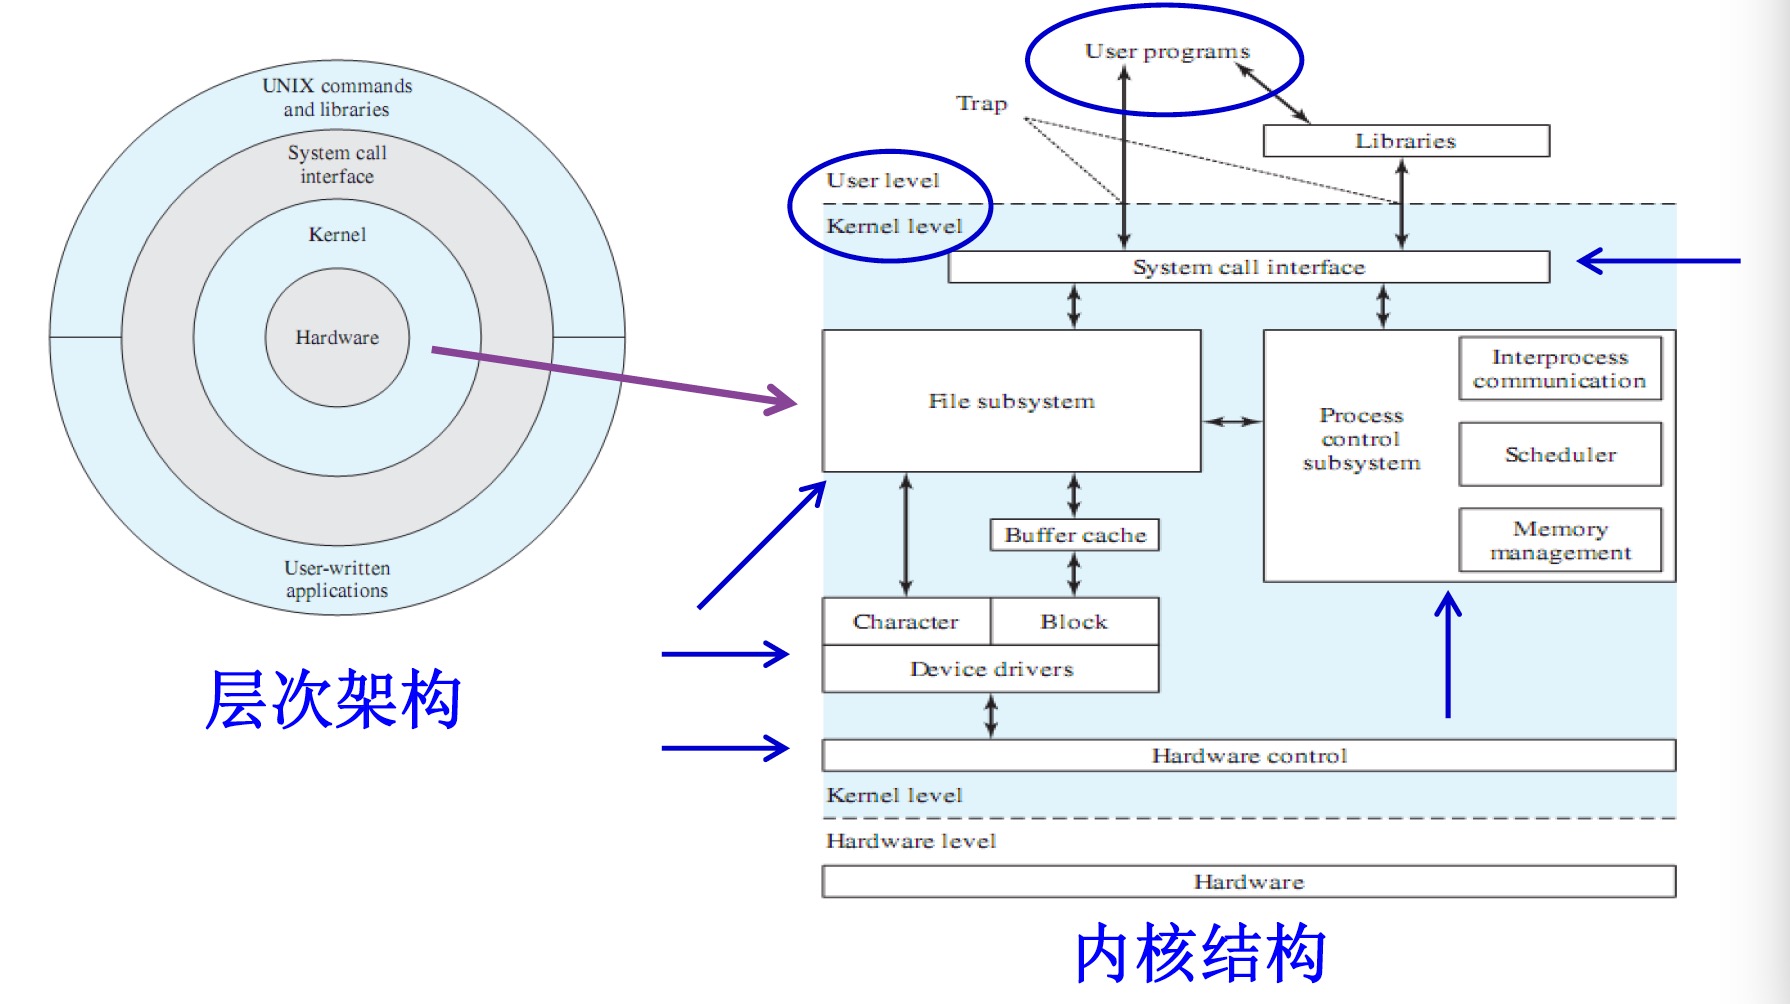 UNIX commands
and libraries
System call
interface
Kernel
Hardware
User-written
applications
层次架构
User programs
Trap
Libraries
User level
Kernel level
System call interface
File subsystem
Process
control
subsystem
Interprocess
communication
Scheduler
Memory
management
Buffer cache
Character
Block
Device drivers
Hardware control
Kernel level
Hardware level
Hardware
内核结构